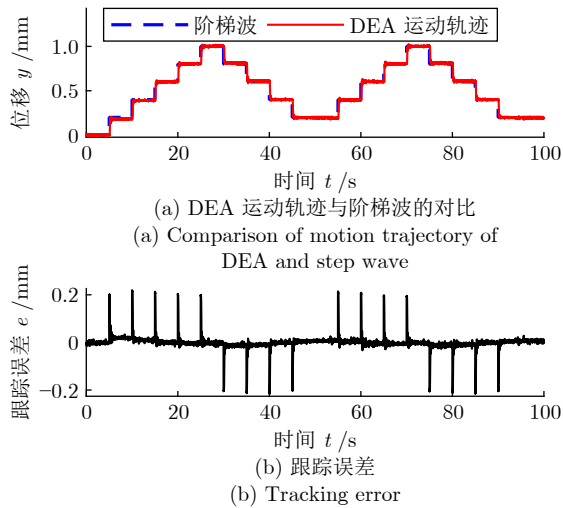 阶梯波 DEA 运动轨迹
1.0
0.5
0
位移 y /mm
0 20 40 60 80 100
时间 t /s
(a) DEA 运动轨迹与阶梯波的对比
(a) Comparison of motion trajectory of
DEA and step wave
0.2
0
−0.2
跟踪误差 e /mm
0 20 40 60 80 100
时间 t /s
(b) 跟踪误差
(b) Tracking error